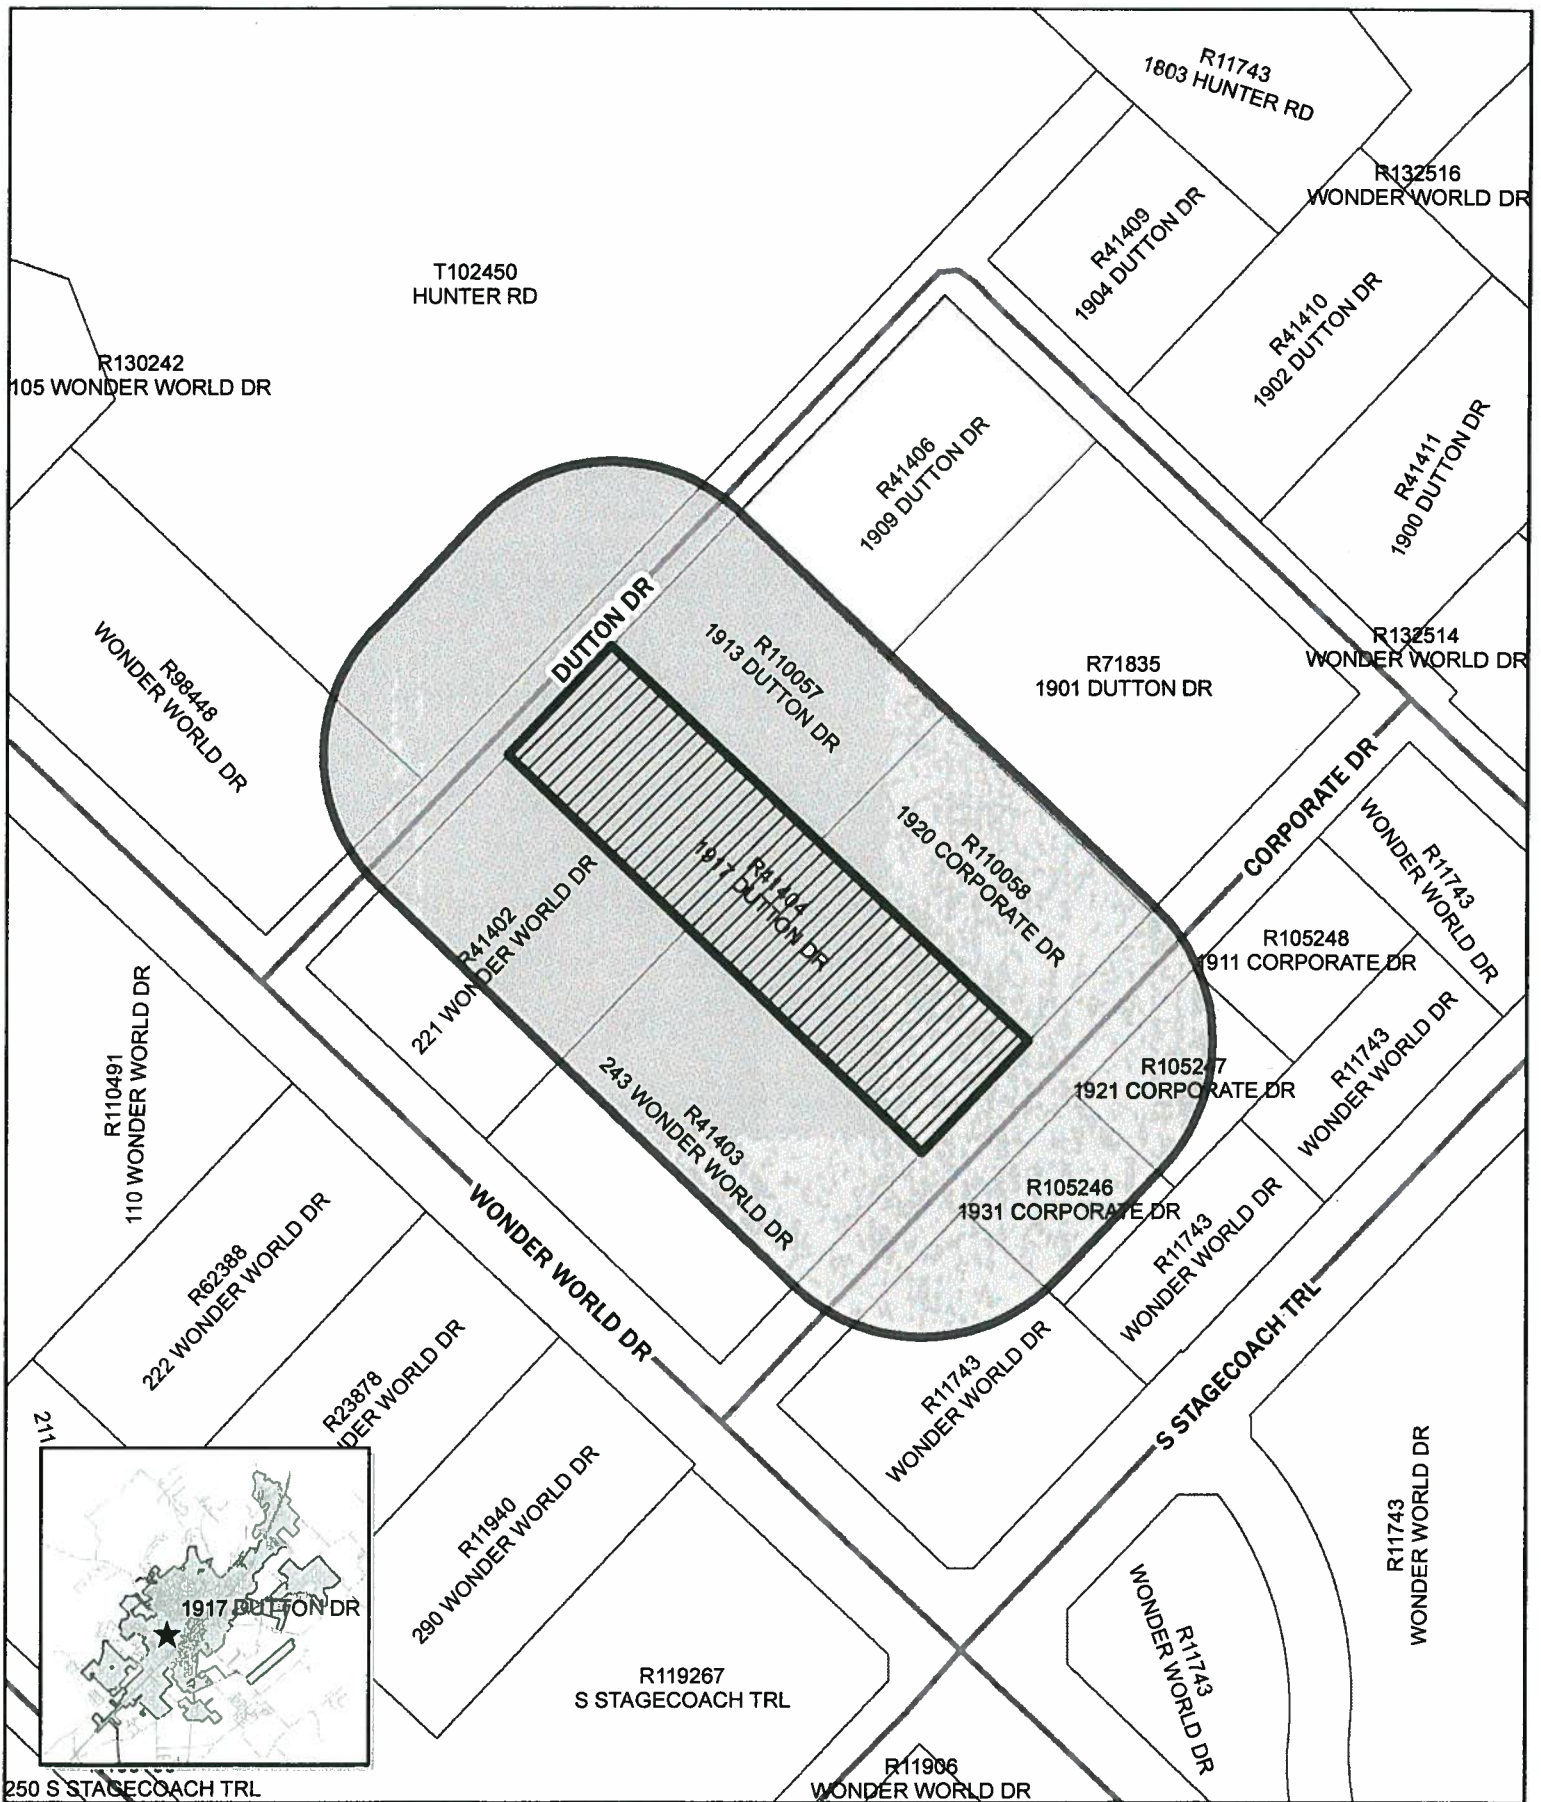 R11743
1803 HUNTER RD
R132516
WONDER WORLD DR
R41409
1904 DUTTON DR
T102450
HUNTER RD
R41410
1902 DUTTON DR
R130242
105 WONDER WORLD DR
R41406
1909 DUTTON DR
R41411
1900 DUTTON DR
DUTTON DR
R110057
1913 DUTTON DR
R132514
WONDER WORLD DR
R71835
1901 DUTTON DR
R98448
WONDER WORLD DR
CORPORATE DR
R41404
1917 DUTTON DR
R110058
1920 CORPORATE DR
R11743
WONDER WORLD DR
R41402
221 WONDER WORLD DR
R105248
1911 CORPORATE DR
R110491
110 WONDER WORLD DR
R105247
1921 CORPORATE DR
R11743
WONDER WORLD DR
R41403
243 WONDER WORLD DR
R105246
1931 CORPORATE DR
R11743
WONDER WORLD DR
WONDER WORLD DR
R62388
222 WONDER WORLD DR
S STAGECOACH TRL
R23878
NDER WORLD DR
R11743
WONDER WORLD DR
211
R11940
290 WONDER WORLD DR
R11743
WONDER WORLD DR
1917 DUTTON DR
R11743
WONDER WORLD DR
R119267
S STAGECOACH TRL
R11906
WONDER WORLD DR
250 S STAGECOACH TRL